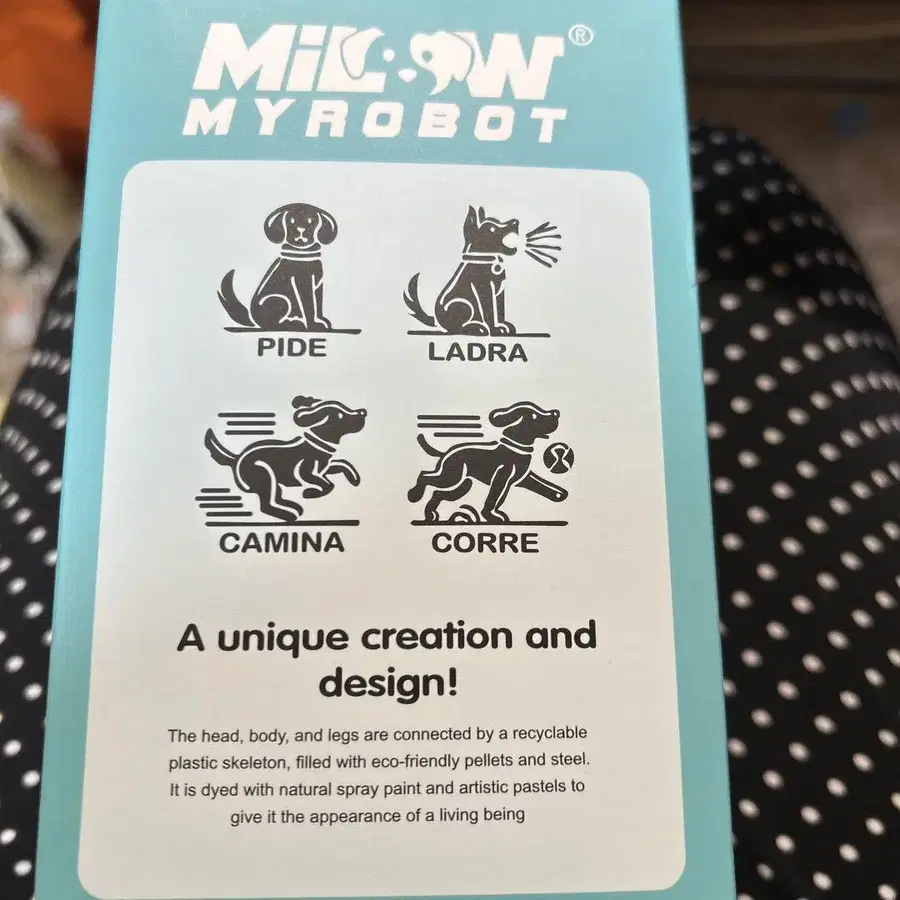 MiLOW®
MYROBOT
PIDE
LADRA
CAMINA
CORRE
A unique creation and
design!
The head, body, and legs are connected by a recyclable
plastic skeleton, filled with eco-friendly pellets and steel.
It is dyed with natural spray paint and artistic pastels to
give it the appearance of a living being